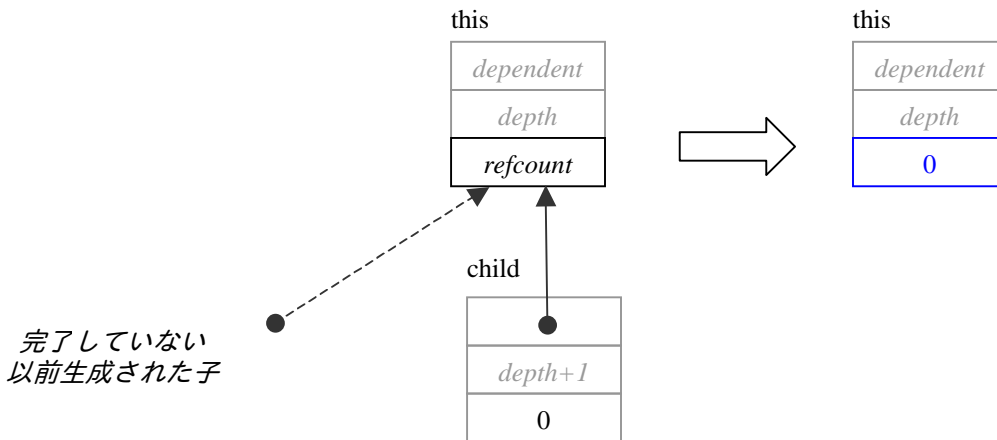 this
dependent
depth
refcount
this
dependent
depth
0
child
depth+1
0
完了していない
以前生成された子